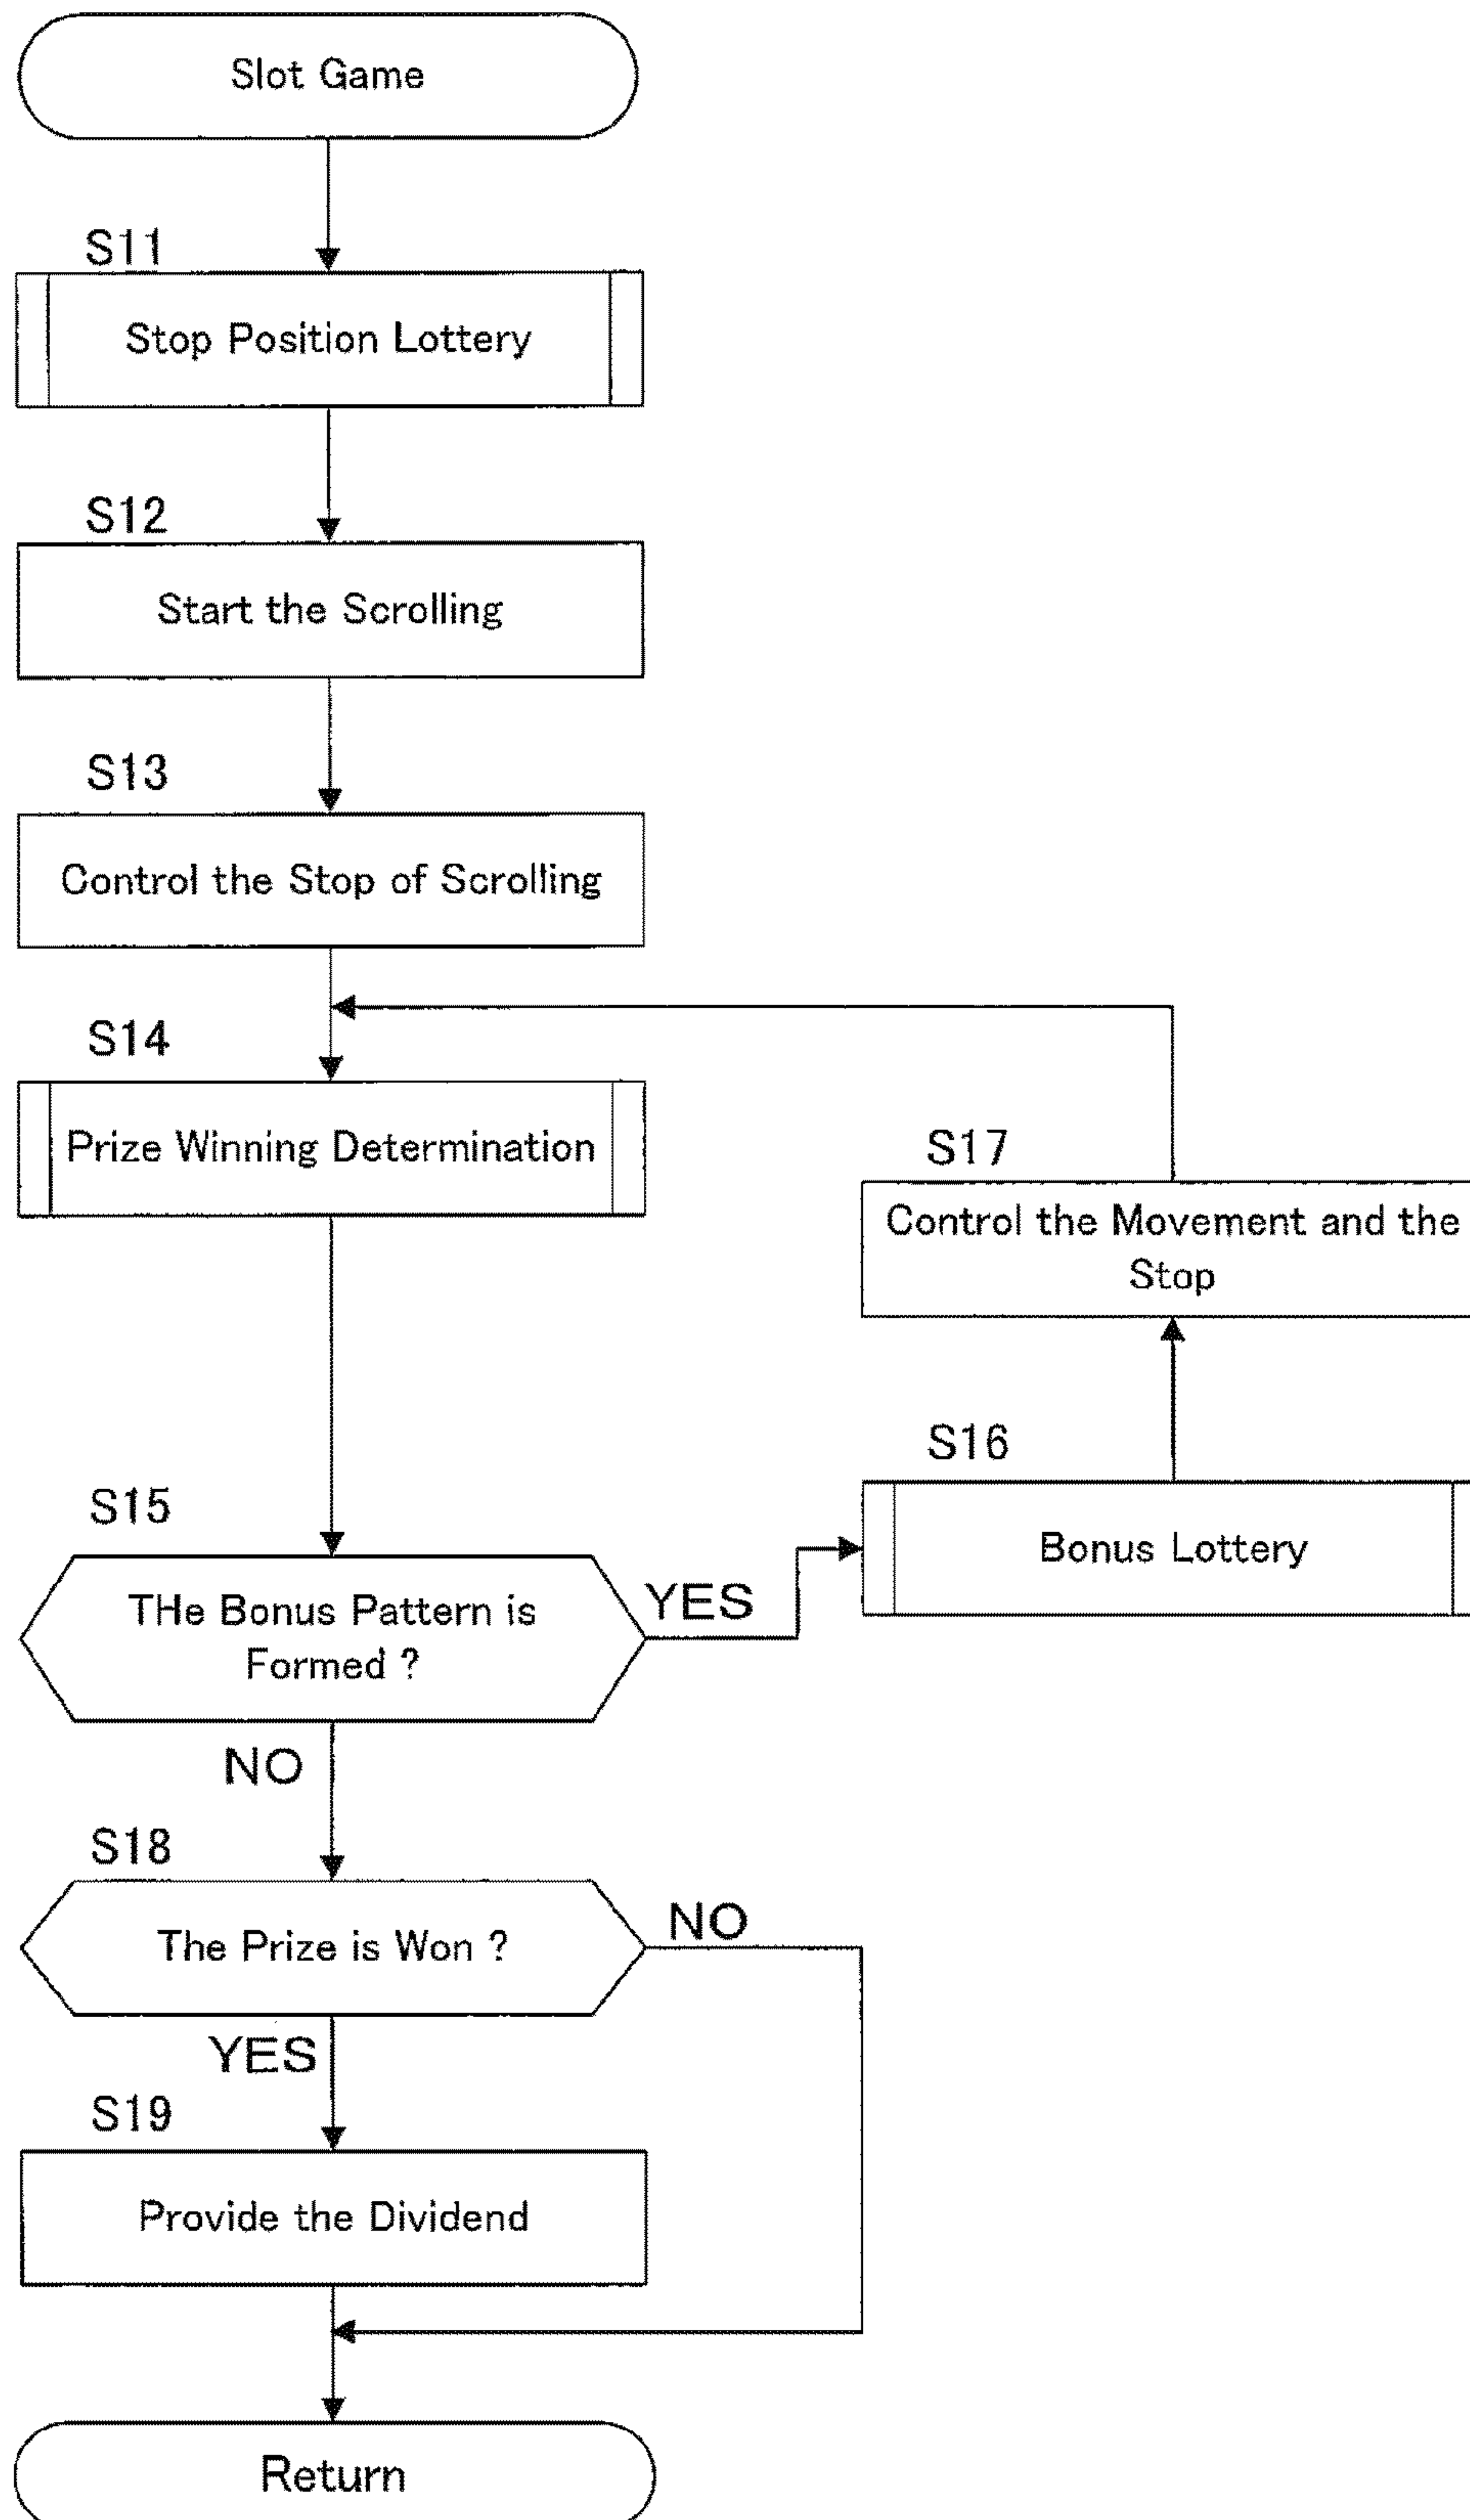 Slot Game
S11
Stop Position Lottery
S12
Start the Scrolling
S13
Control the Stop of Scrolling
S14
Prize Winning Determination
S17
Control the Movement and the
Stop
S16
Bonus Lottery
S15
THe Bonus Pattern is
Formed ?
YES
NO
S18
The Prize is Won ?
NO
YES
S19
Provide the Dividend
Return